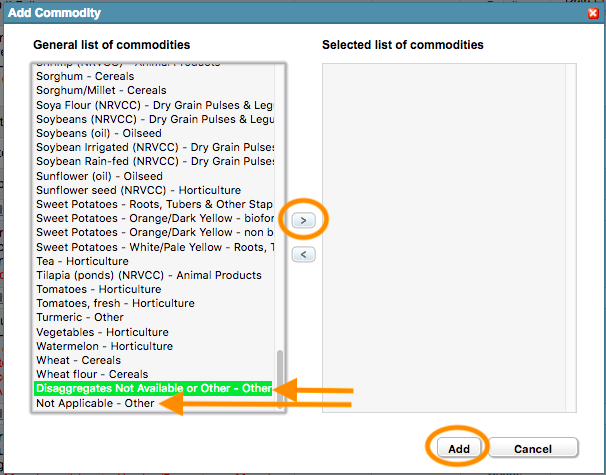 Add Commodity
General list of commodities
Selected list of commodities
Shrimp (NRVCC) - Animal Products
Sorghum - Cereals
Sorghum/Millet - Cereals
Soya Flour (NRVCC) - Dry Grain Pulses & Legu
Soybeans (NRVCC) - Dry Grain Pulses & Legu
Soybeans (oil) - Oilseed
Soybean Irrigated (NRVCC) - Dry Grain Pulses
Soybean Rain-fed (NRVCC) - Dry Grain Pulses
Sunflower (oil) - Oilseed
Sunflower seed (NRVCC) - Horticulture
Sweet Potatoes - Roots, Tubers & Other Stap
Sweet Potatoes - Orange/Dark Yellow - biofor
Sweet Potatoes - Orange/Dark Yellow - non b
Sweet Potatoes - White/Pale Yellow - Roots, T
Tea - Horticulture
Tilapia (ponds) (NRVCC) - Animal Products
Tomatoes - Horticulture
Tomatoes, fresh - Horticulture
Turmeric - Other
Vegetables - Horticulture
Watermelon - Horticulture
Wheat - Cereals
Wheat flour - Cereals
Disaggregates Not Available or Other - Other
Not Applicable - Other
>
<
Add
Cancel